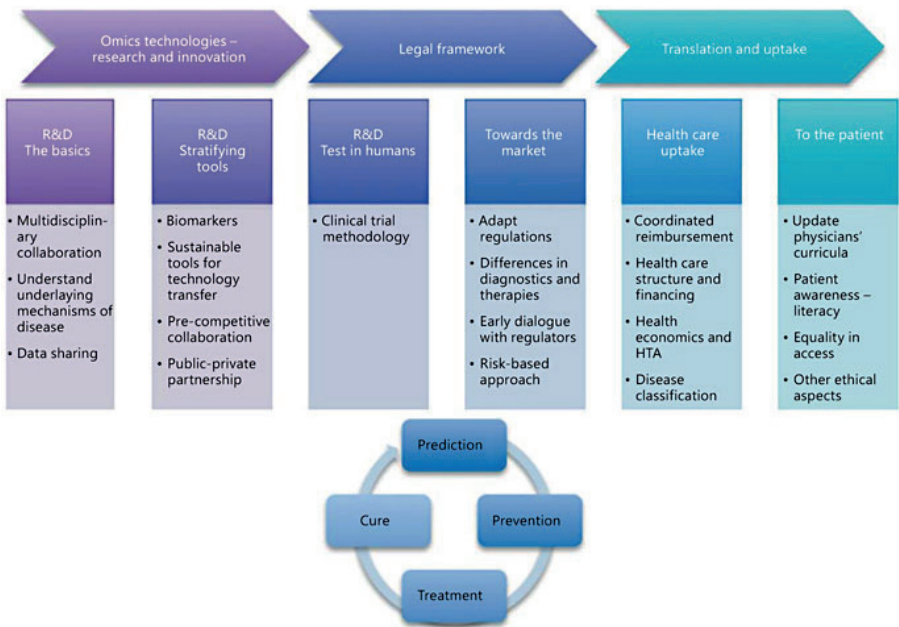 Omics technologies –
research and innovation
Legal framework
Translation and uptake
R&D
The basics
R&D
Stratifying
tools
R&D
Test in humans
Towards the
market
Health care
uptake
To the patient
• Multidisciplin-
ary
collaboration
• Understand
underlaying
mechanisms of
disease
• Data sharing
• Biomarkers
• Sustainable
tools for
technology
transfer
• Pre-competitive
collaboration
• Public-private
partnership
• Clinical trial
methodology
• Adapt
regulations
• Differences in
diagnostics and
therapies
• Early dialogue
with regulators
• Risk-based
approach
• Coordinated
reimbursement
• Health care
structure and
financing
• Health
economics and
HTA
• Disease
classification
• Update
physicians’
curricula
• Patient
awareness –
literacy
• Equality in
access
• Other ethical
aspects
Prediction
Cure
Prevention
Treatment